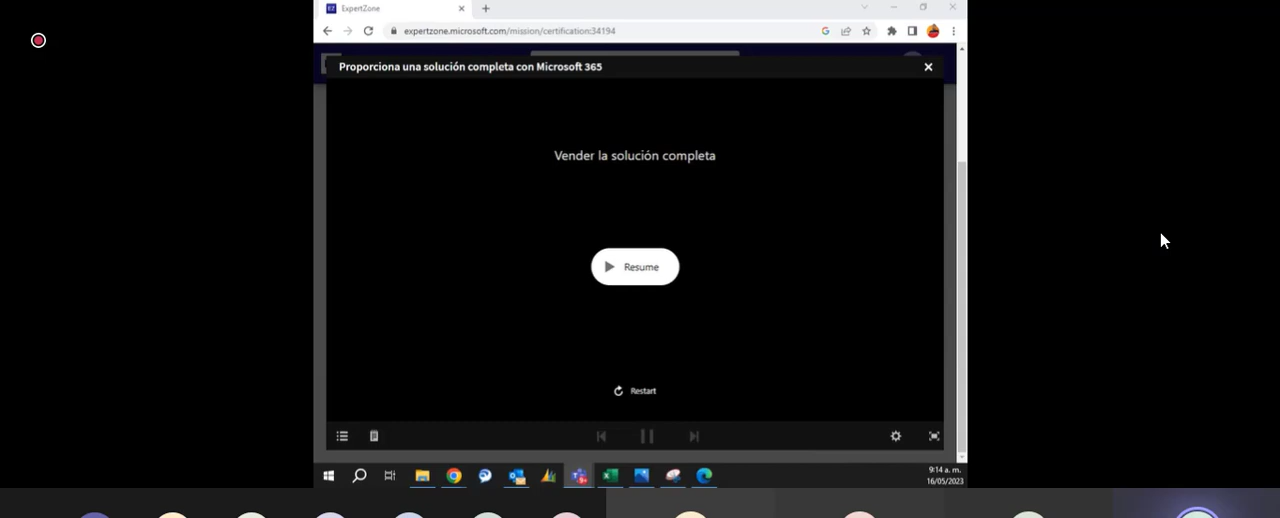 ExpertZone
expertzone.microsoft.com/mission/certification:34194
Proporciona una solución completa con Microsoft 365
Vender la solución completa
Resume
Restart
9:14 a. m.
16/05/2023